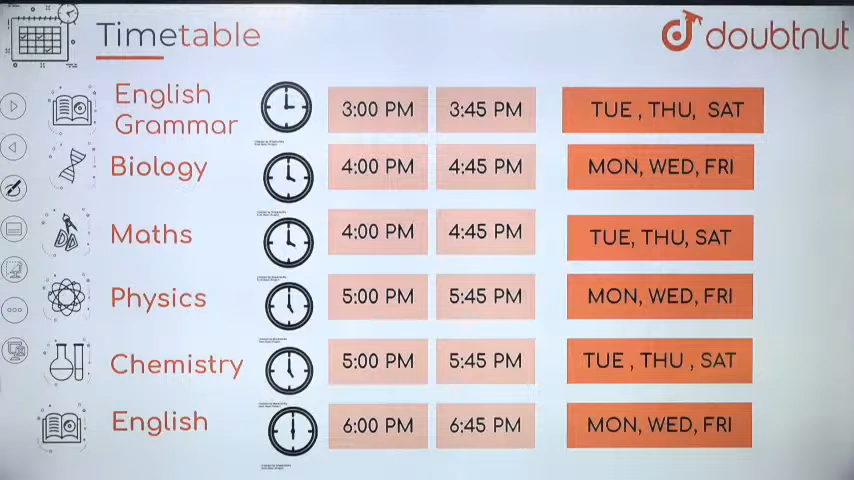 Timetable
doubtnut
English
Grammar
3:00 PM
3:45 PM
TUE , THU, SAT
Biology
4:00 PM
4:45 PM
MON, WED, FRI
Maths
4:00 PM
4:45 PM
TUE, THU, SAT
Physics
5:00 PM
5:45 PM
MON, WED, FRI
Chemistry
5:00 PM
5:45 PM
TUE , THU , SAT
English
6:00 PM
6:45 PM
MON, WED, FRI